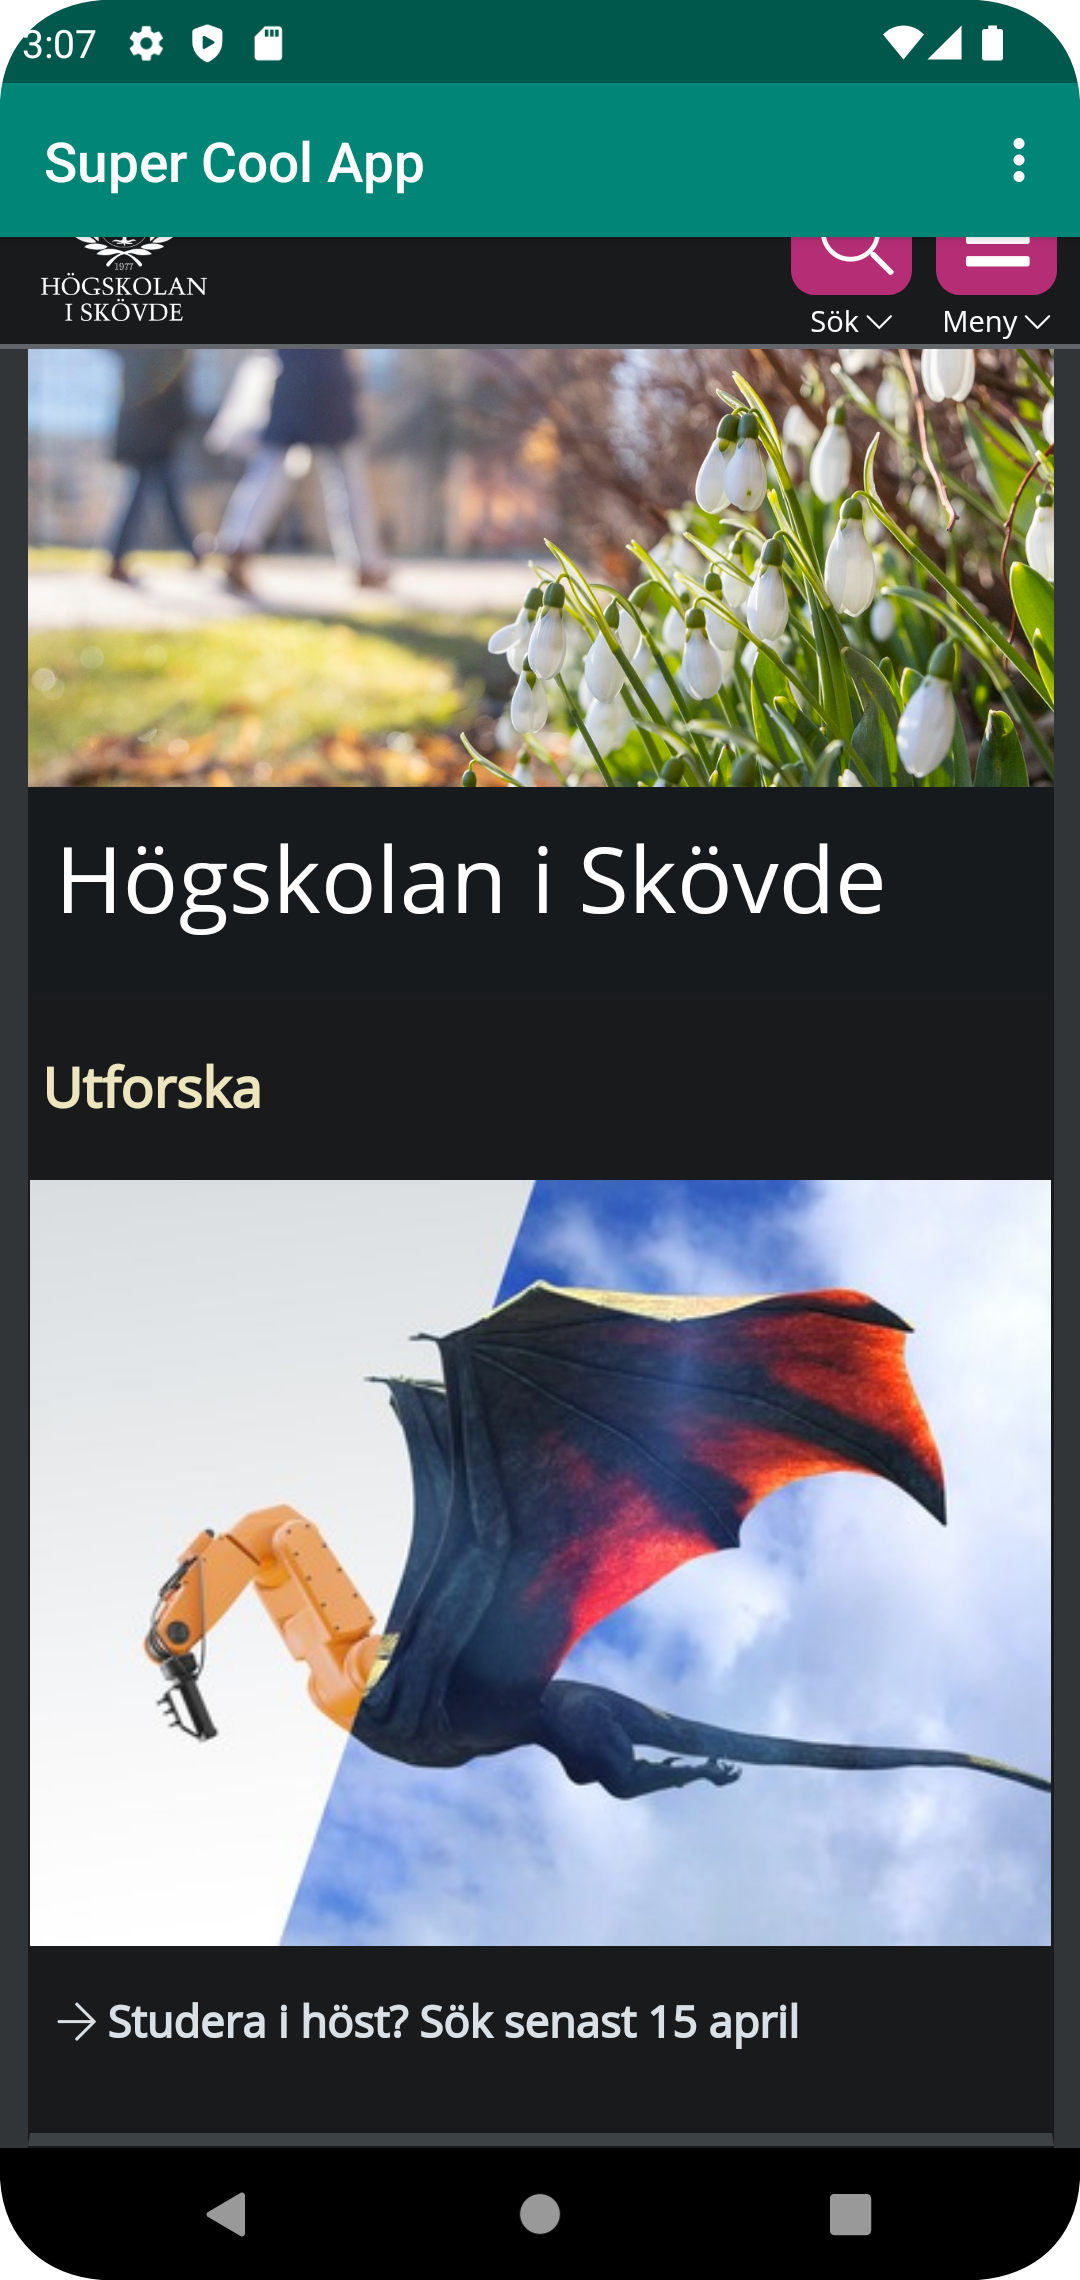 3:07
Super Cool App
1977
HÖGSKOLAN
I SKÖVDE
Sök
Meny
Högskolan i Skövde
Utforska
Studera i höst? Sök senast 15 april